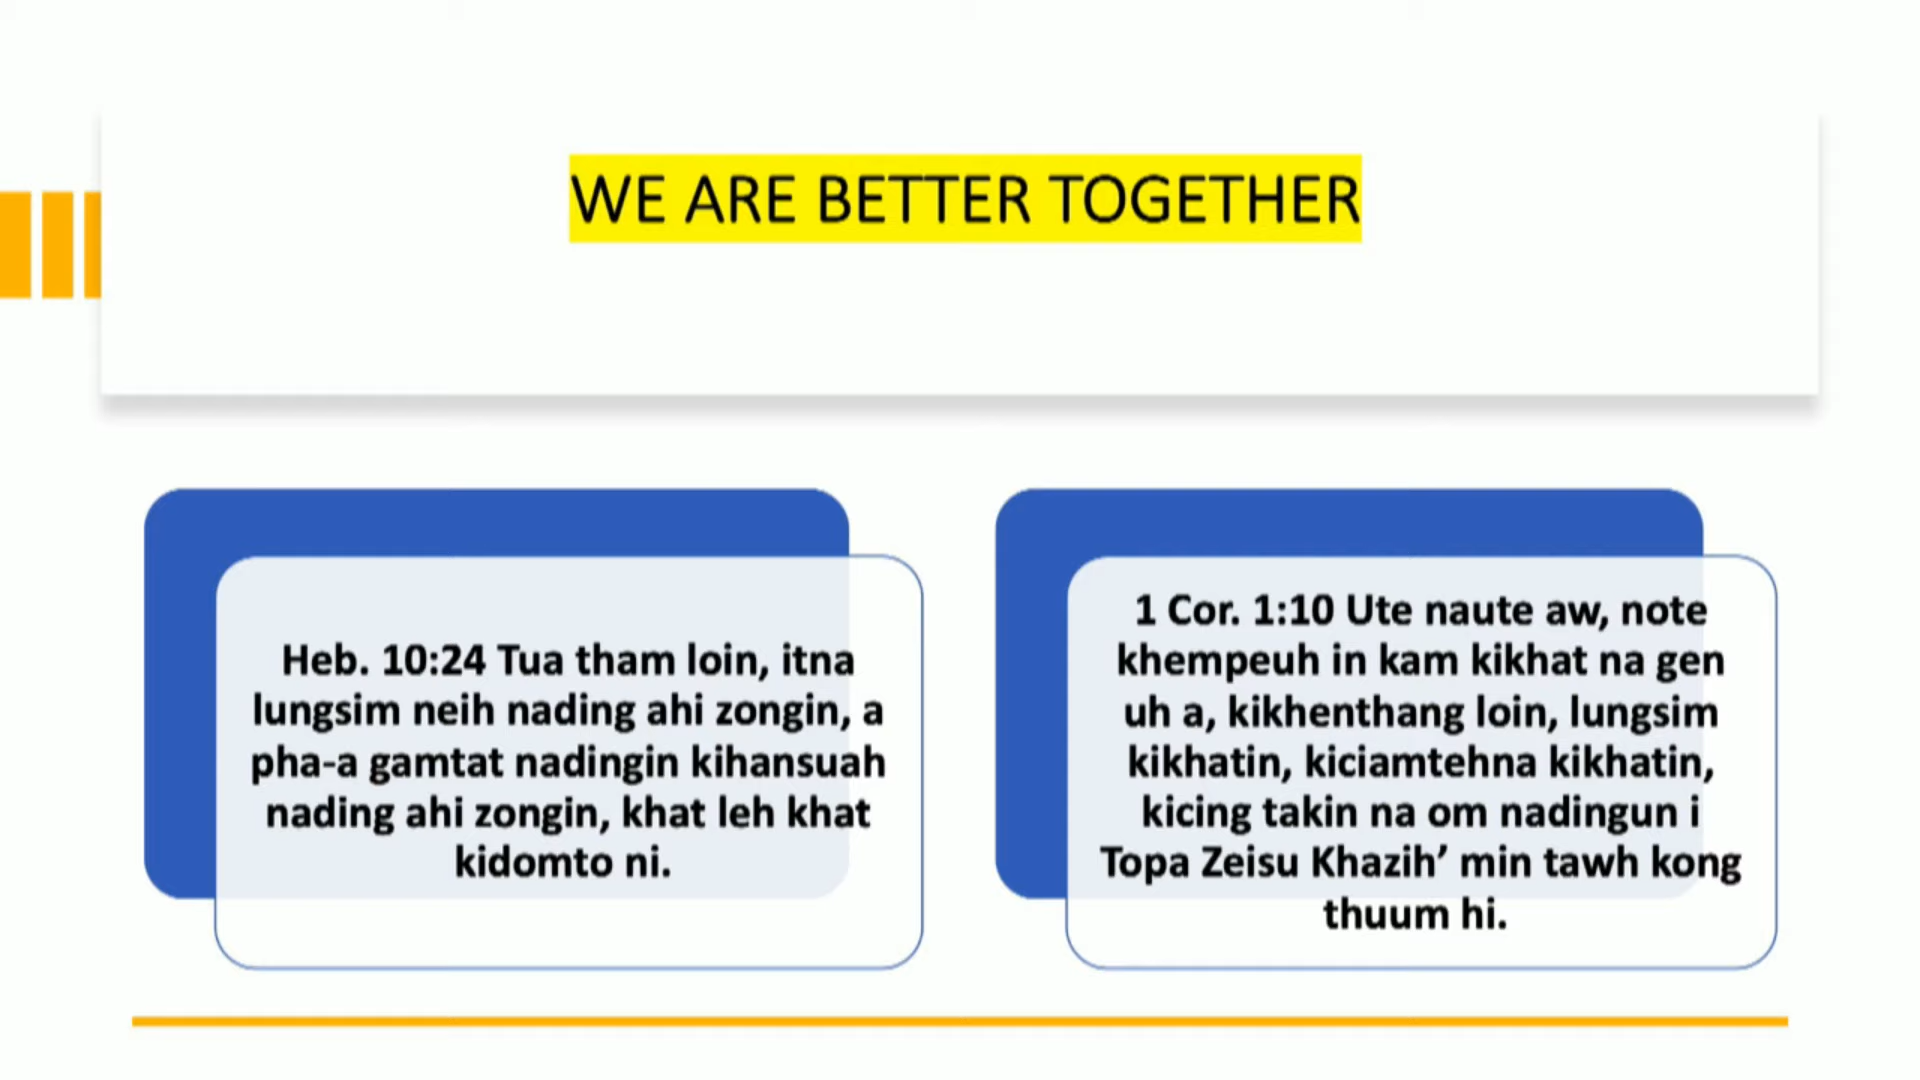 WE ARE BETTER TOGETHER
Heb. 10:24 Tua tham loin, itna
lungsim neih nading ahi zongin, a
pha-a gamtat nadingin kihansuah
nading ahi zongin, khat leh khat
kidomto ni.
1 Cor. 1:10 Ute naute aw, note
khempeuh in kam kikhat na gen
uh a, kikhenthang loin, lungsim
kikhatin, kiciamtehna kikhatin,
kicing takin na om nadingun i
Topa Zeisu Khazih’ min tawh kong
thuum hi.